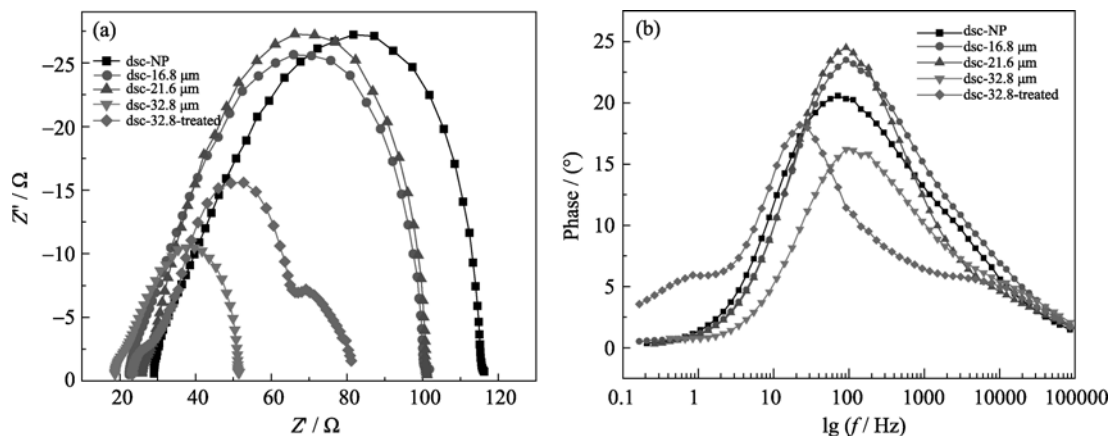 (a)
dsc-NP
dsc-16.8 μm
dsc-21.6 μm
dsc-32.8 μm
dsc-32.8-treated
Z" / Ω
−25
−20
−15
−10
−5
0
20 40 60 80 100 120
Z' / Ω
(b)
dsc-NP
dsc-16.8 μm
dsc-21.6 μm
dsc-32.8 μm
dsc-32.8-treated
Phase / (°)
25
20
15
10
5
0
0.1 1 10 100 1000 10000 100000
lg (f / Hz)